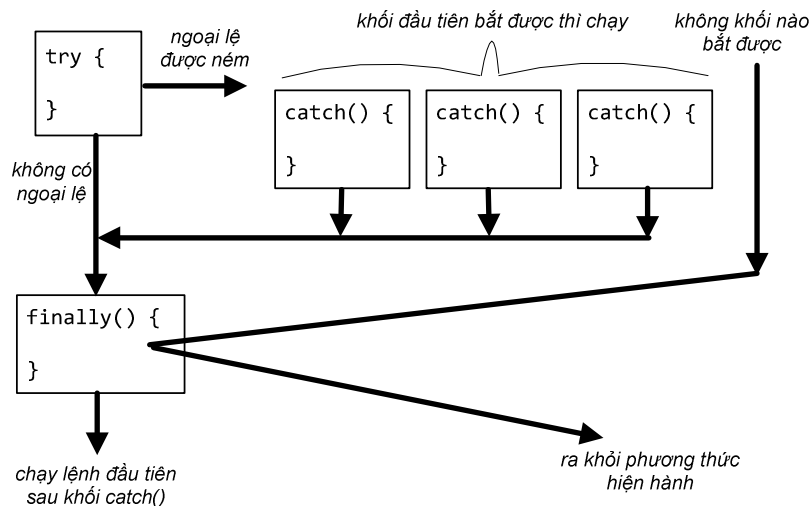 try {
}
ngoại lệ
được ném
khối đầu tiên bắt được thì chạy
catch() {
}
catch() {
}
catch() {
}
không khối nào
bắt được
không có
ngoại lệ
finally() {
}
chạy lệnh đầu tiên
sau khối catch()
ra khỏi phương thức
hiện hành